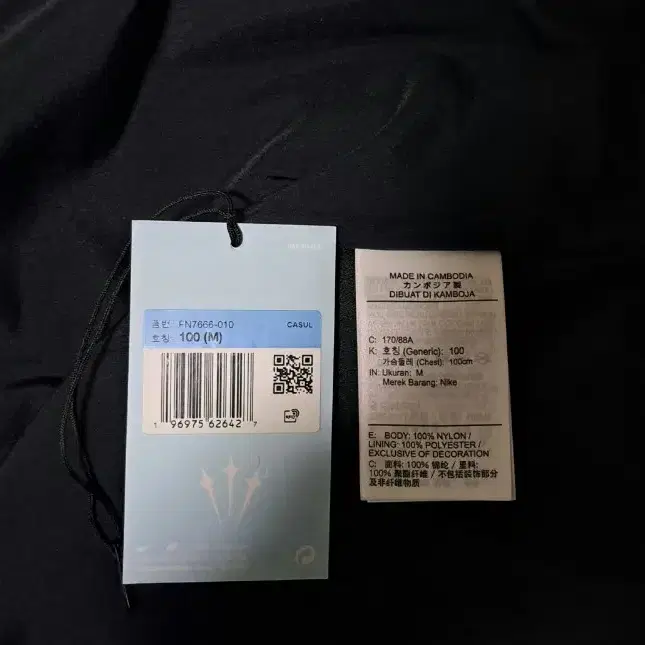 품번: FN7666-010
CASUL
호칭: 100 (M)
1 96975 62642 7
NFC
MADE IN CAMBODIA
カンボジア製
DIBUAT DI KAMBOJA
C: 170/88A
K: 호칭 (Generic): 100
가슴둘레 (Chest): 100cm
IN: Ukuran: M
Merek Barang: Nike
E: BODY: 100% NYLON /
LINING: 100% POLYESTER /
EXCLUSIVE OF DECORATION
C: 面料: 100% 锦纶 / 里料:
100% 聚酯纤维 / 不包括装饰部分
及非纤维物质